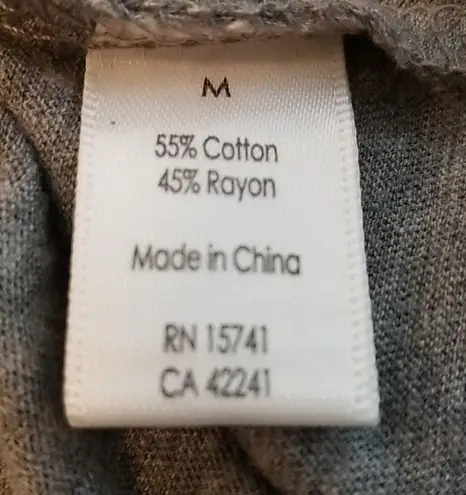 M
55% Cotton
45% Rayon
Made in China
RN 15741
CA 42241